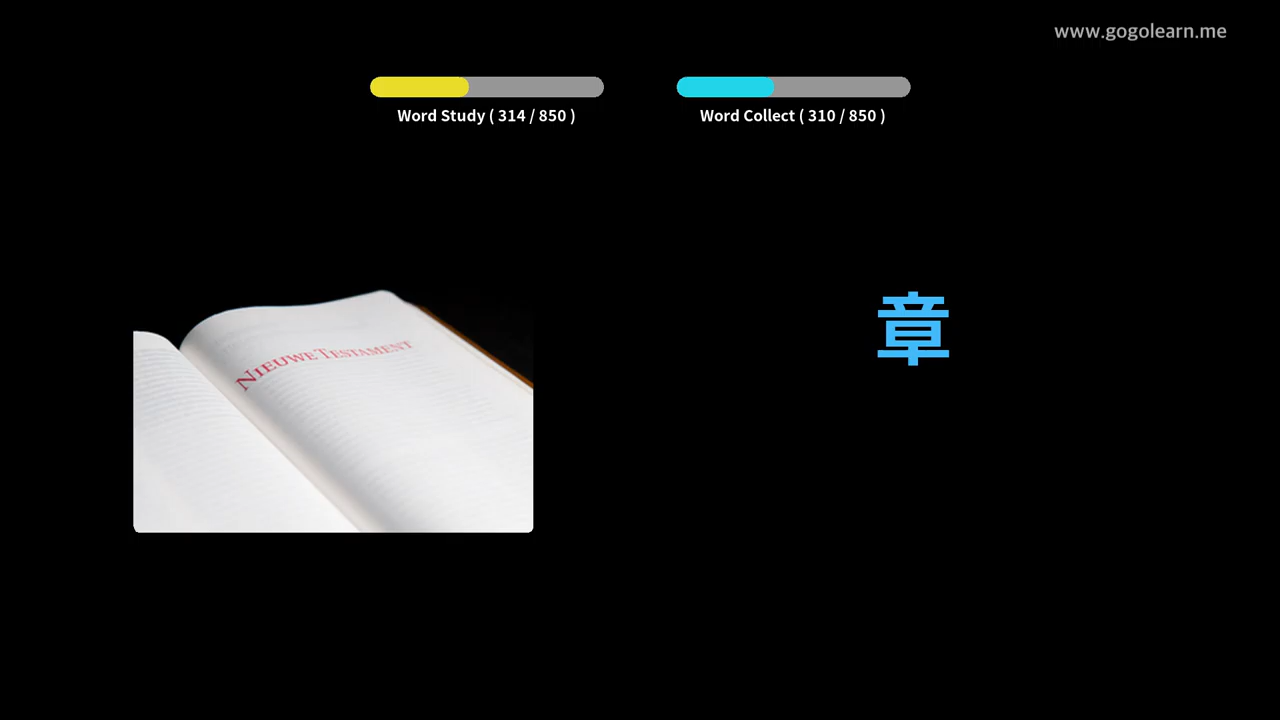 www.gogolearn.me
Word Study ( 314 / 850 )
Word Collect ( 310 / 850 )
NIEUWE TESTAMENT
章